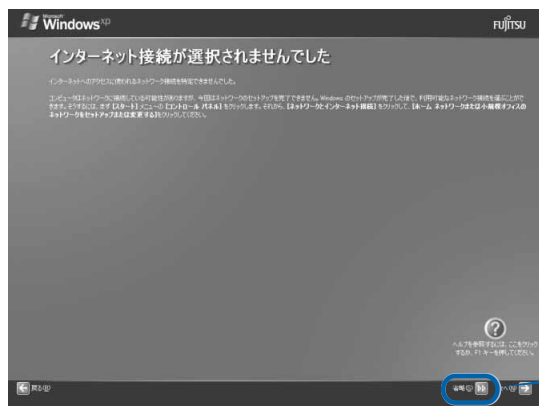 Microsoft
Windows xp
FUJITSU
インターネット接続が選択されませんでした
インターネットへのアクセスに使われるネットワーク接続を特定できませんでした。
コンピュータはネットワークに接続している可能性がありますが、今回はネットワークのセットアップを完了できません。Windows のセットアップが完了した後で、利用可能なネットワーク接続を選ぶことがで
きます。そうするには、まず [スタート] メニューの [コントロール パネル] をクリックします。それから、[ネットワークとインターネット接続] をクリックして、[ホーム ネットワークまたは小規模オフィスの
ネットワークをセットアップまたは変更する] をクリックしてください。
ヘルプを参照するには、ここをクリック
するか、F1 キーを押してください。
戻る(B)
省略(S)